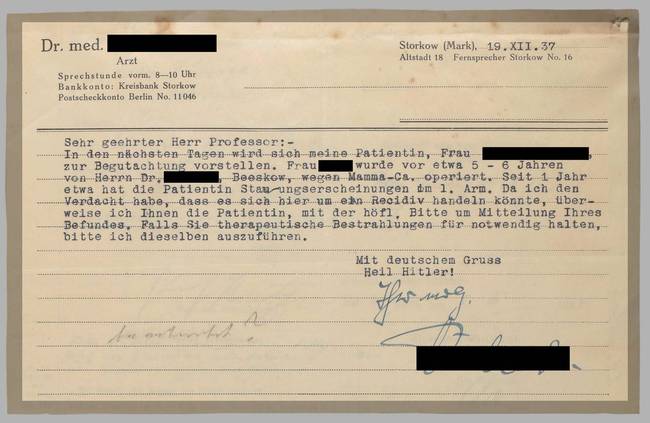 Dr. med.
Arzt
Sprechstunde vorm. 8—10 Uhr
Bankkonto: Kreisbank Storkow
Postscheckkonto Berlin No. 11046
Storkow (Mark), 19.XII.37
Altstadt 18 Fernsprecher Storkow No. 16
Sehr geehrter Herr Professor:-
In den nächsten Tagen wird sich meine Patientin, Frau ,
zur Begutachtung vorstellen. Frau wurde vor etwa 5 - 6 Jahren
von Herrn Dr. , Beeskow, wegen Mamma-Ca. operiert. Seit 1 Jahr
etwa hat die Patientin Stau-ungserscheinungen im l. Arm. Da ich den
Verdacht habe, dass es sich hier um ein Recidiv handeln könnte, über-
weise ich Ihnen die Patientin, mit der höfl. Bitte um Mitteilung Ihres
Befundes. Falls Sie therapeutische Bestrahlungen für notwendig halten,
bitte ich dieselben auszuführen.
Mit deutschem Gruss
Heil Hitler!